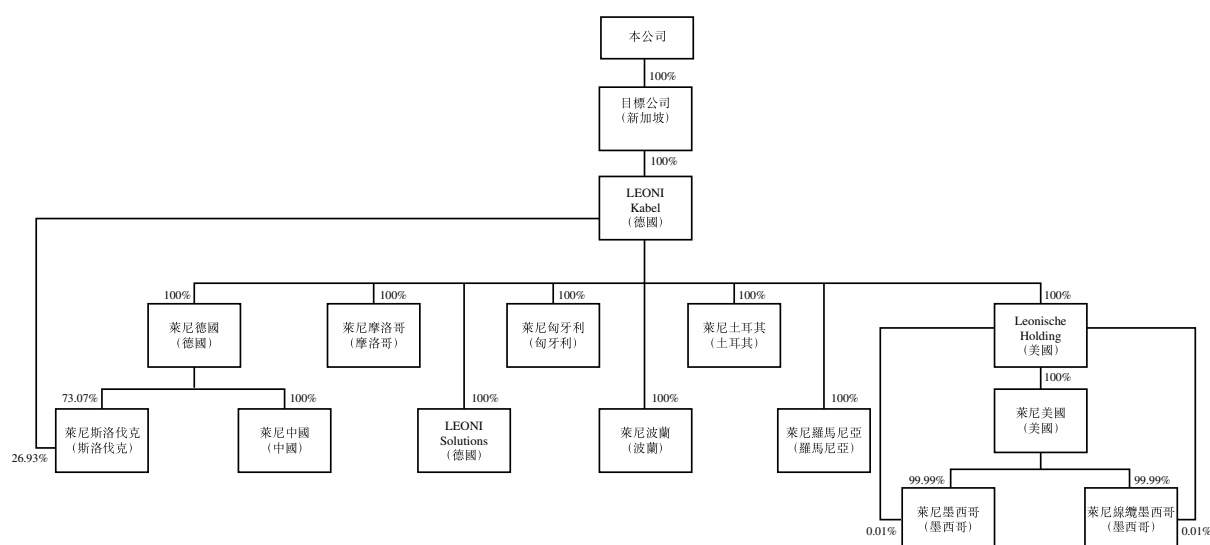 本公司
100%
目標公司
（新加坡）
100%
LEONI
Kabel
（德國）
100%
萊尼德國
（德國）
100%
萊尼摩洛哥
（摩洛哥）
100%
萊尼匈牙利
（匈牙利）
100%
萊尼土耳其
（土耳其）
100%
Leonische
Holding
（美國）
73.07%
萊尼斯洛伐克
（斯洛伐克）
26.93%
100%
萊尼中國
（中國）
100%
LEONI
Solutions
（德國）
100%
萊尼波蘭
（波蘭）
100%
萊尼羅馬尼亞
（羅馬尼亞）
100%
萊尼美國
（美國）
99.99%
萊尼墨西哥
（墨西哥）
0.01%
99.99%
萊尼線纜墨西哥
（墨西哥）
0.01%